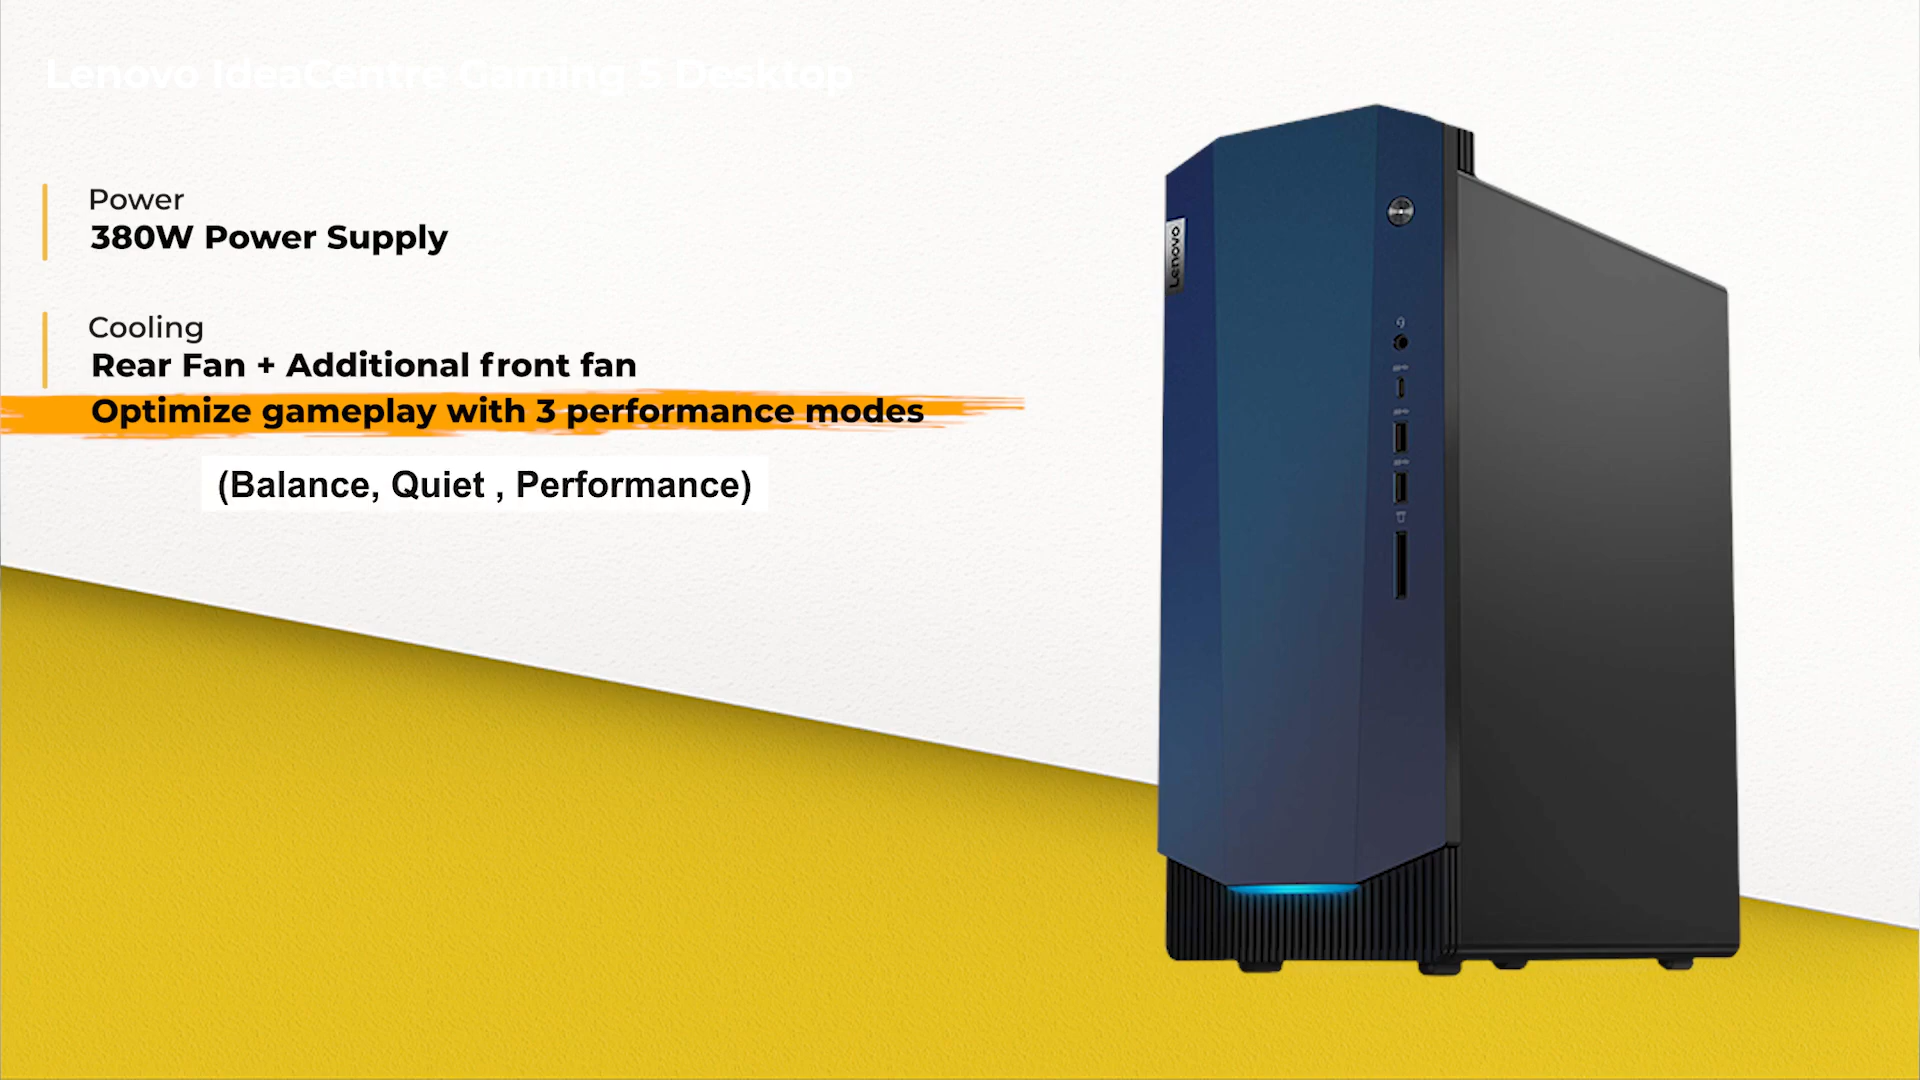 Lenovo IdeaCentre Gaming 5 Desktop
Power
380W Power Supply
Cooling
Rear Fan + Additional front fan
Optimize gameplay with 3 performance modes
(Balance, Quiet , Performance)
Lenovo